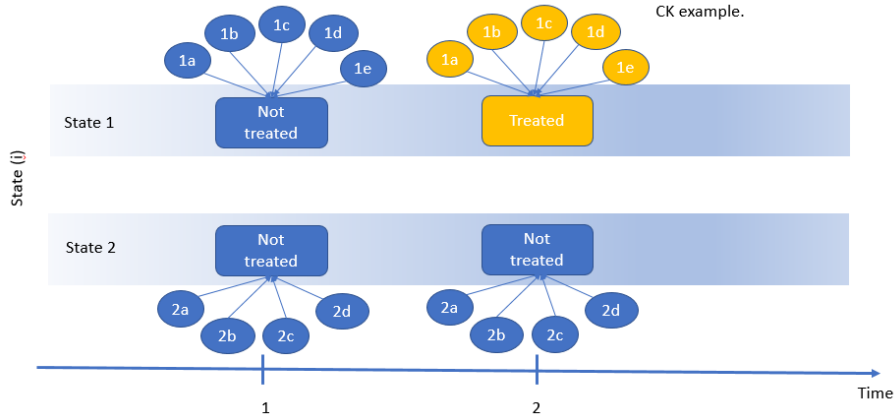 CK example.
1a
1b
1c
1d
1e
1a
1b
1c
1d
1e
State (i)
State 1
Not
treated
Treated
State 2
Not
treated
Not
treated
2a
2b
2c
2d
2a
2b
2c
2d
Time
1
2